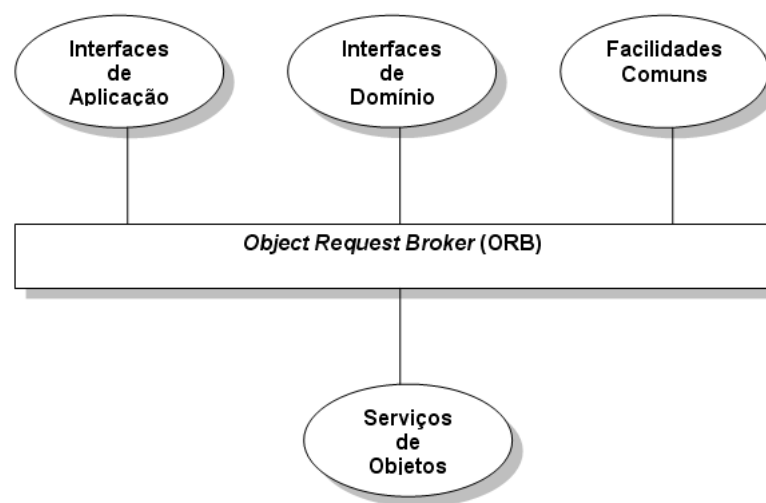 Interfaces
de
Aplicação
Interfaces
de
Domínio
Facilidades
Comuns
Object Request Broker (ORB)
Serviços
de
Objetos